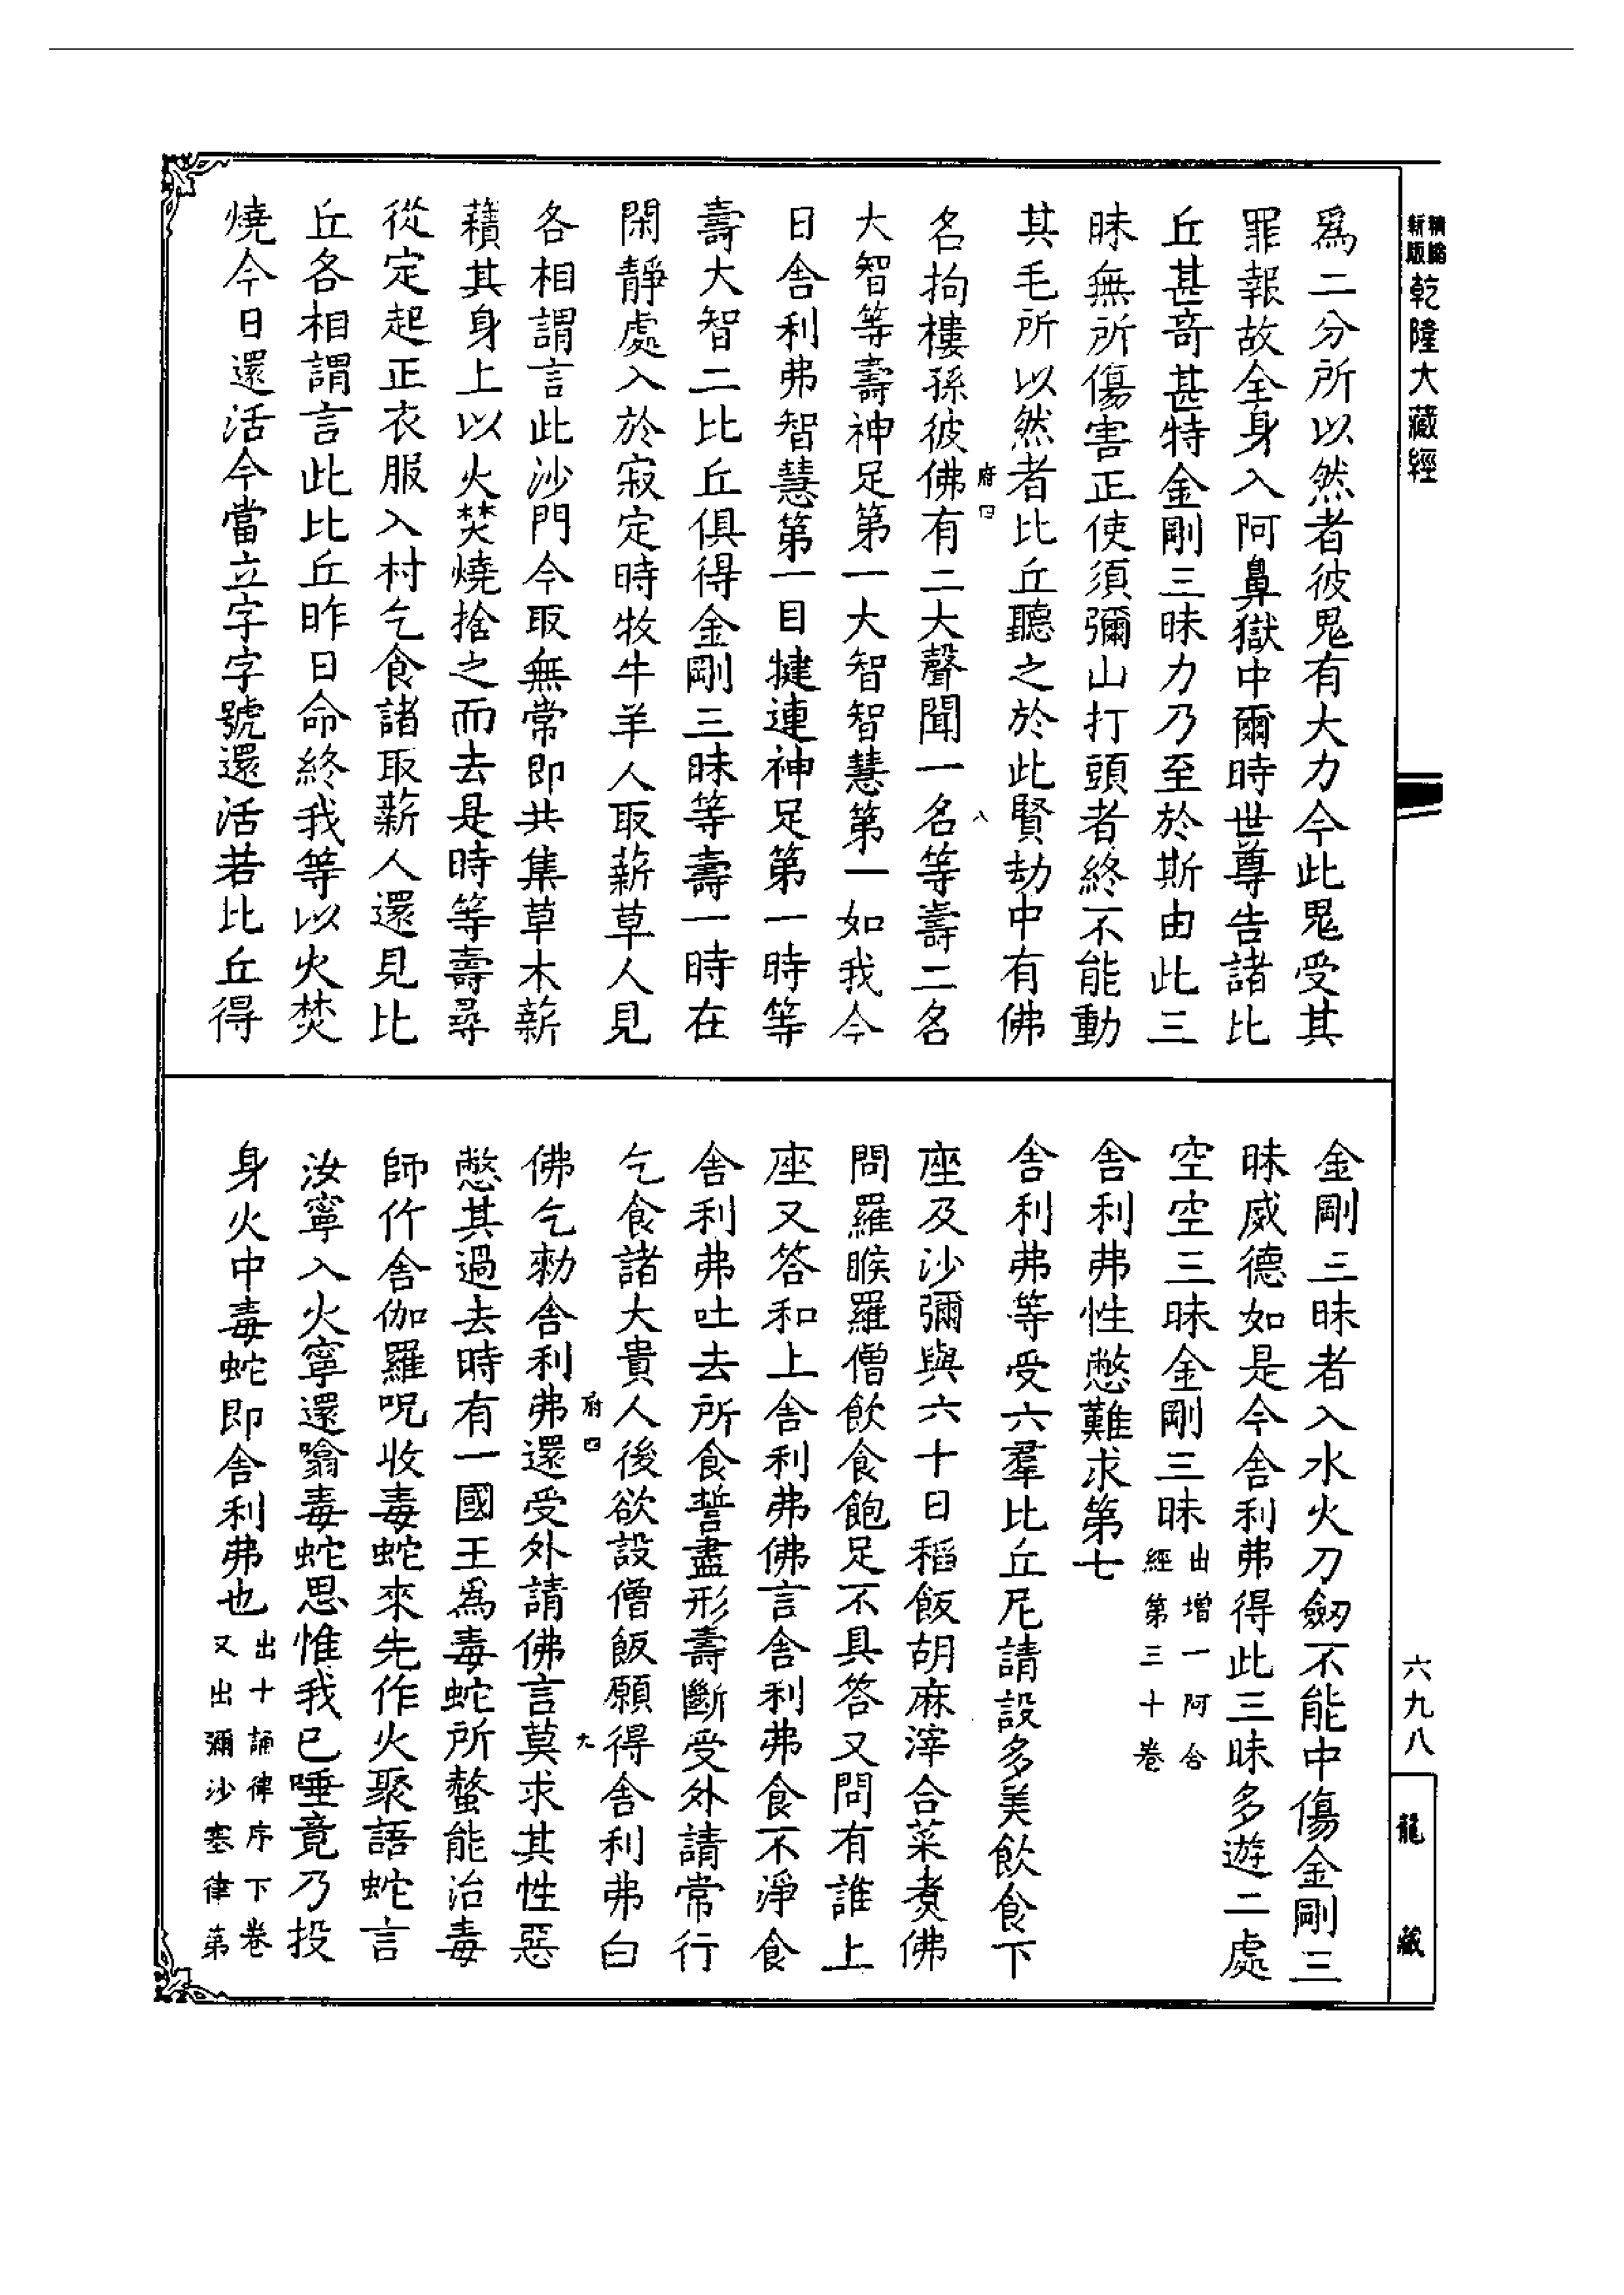 精鐫
新版
乾隆大藏經
爲二分所以然者彼鬼有大力今此鬼受其
罪報故全身入阿鼻獄中爾時世尊告諸比
丘甚奇甚特金剛三昧力乃至於斯由此三
昧無所傷害正使須彌山打頭者終不能動
其毛所以然者比丘聽之於此賢劫中有佛
府四
八
名拘樓孫彼佛有二大聲聞一名等壽二名
大智等壽神足第一大智智慧第一如我今
日舍利弗智慧第一目犍連神足第一時等
壽大智二比丘俱得金剛三昧等壽一時在
閑靜處入於寂定時牧牛羊人取薪草人見
各相謂言此沙門今取無常即共集草木薪
積其身上以火焚燒捨之而去是時等壽尋
從定起正衣服入村乞食諸取薪人還見比
丘各相謂言此比丘昨日命終我等以火焚
燒今日還活今當立字字號還活若比丘得
金剛三昧者入水火刀劒不能中傷金剛三
昧威德如是今舍利弗得此三昧多遊二處
空空三昧金剛三昧
出增一阿含
經第三十卷
舍利弗性憋難求第七
舍利弗等受六羣比丘尼請設多美飲食下
座及沙彌與六十日稻飯胡麻滓合菜煮佛
問羅睺羅僧飲食飽足不具答又問有誰上
座又答和上舍利弗佛言舍利弗食不淨食
舍利弗吐去所食誓盡形壽斷受外請常行
乞食諸大貴人後欲設僧飯願得舍利弗白
府四
九
佛乞勑舍利弗還受外請佛言莫求其性惡
憋其過去時有一國王爲毒蛇所螫能治毒
師作舍伽羅呪收毒蛇來先作火聚語蛇言
汝寧入火寧還噏毒蛇思惟我已唾竟乃投
身火中毒蛇即舍利弗也
出十誦律序下卷
又出彌沙塞律第
六九八
龍藏